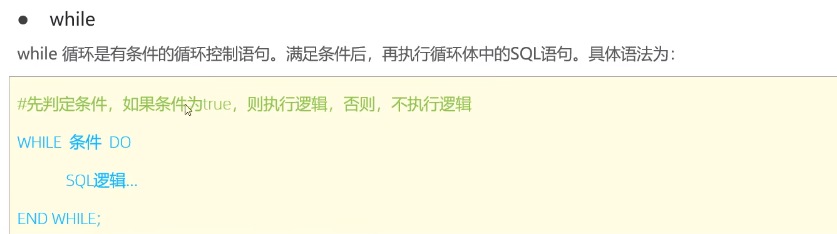 ● while
while 循环是有条件的循环控制语句。满足条件后，再执行循环体中的SQL语句。具体语法为：
#先判定条件，如果条件为true，则执行逻辑，否则，不执行逻辑
WHILE 条件 DO
SQL逻辑...
END WHILE;